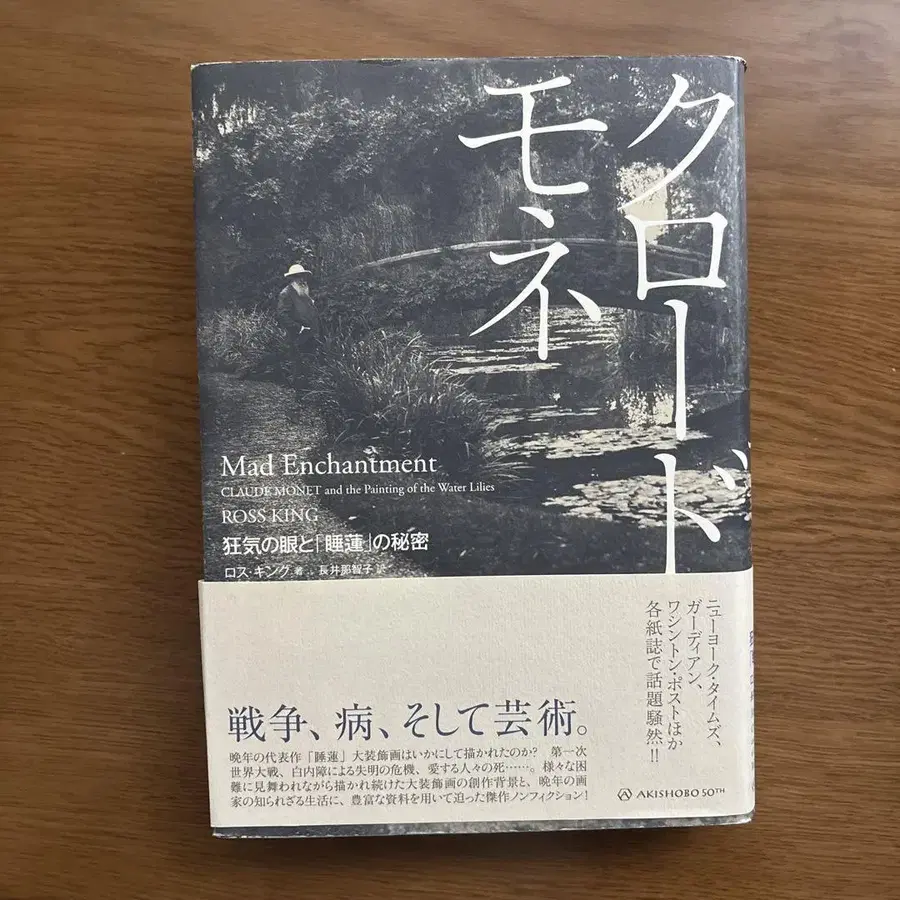 クロード
モネ
Mad Enchantment
CLAUDE MONET and the Painting of the Water Lilies
ROSS KING
狂気の眼と「睡蓮」の秘密
ロス・キング 著 長井那智子 訳
ニューヨーク・タイムズ、
ガーディアン、
ワシントン・ポストほか
各紙誌で話題騒然!!
戦争、病、そして芸術。
晩年の代表作「睡蓮」大装飾画はいかにして描かれたのか? 第一次
世界大戦、白内障による失明の危機、愛する人々の死……。様々な困
難に見舞われながら描かれ続けた大装飾画の創作背景と、晩年の画
家の知られざる生活に、豊富な資料を用いて迫った傑作ノンフィクション!
AKISHOBO 50TH